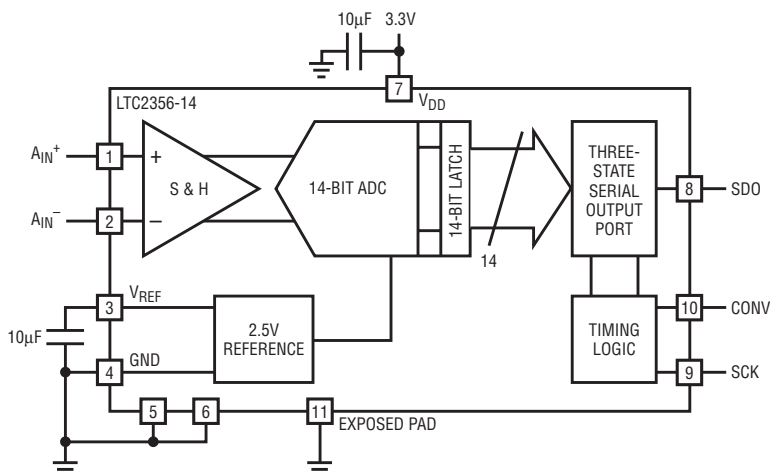 10μF 3.3V
7
LTC2356-14
VDD
AIN+
1
+
S & H
14-BIT ADC
14-BIT LATCH
14
THREE-
STATE
SERIAL
OUTPUT
PORT
8
SDO
AIN–
2
–
3
VREF
10μF
2.5V
REFERENCE
4
GND
TIMING
LOGIC
10
CONV
9
SCK
5
6
11
EXPOSED PAD